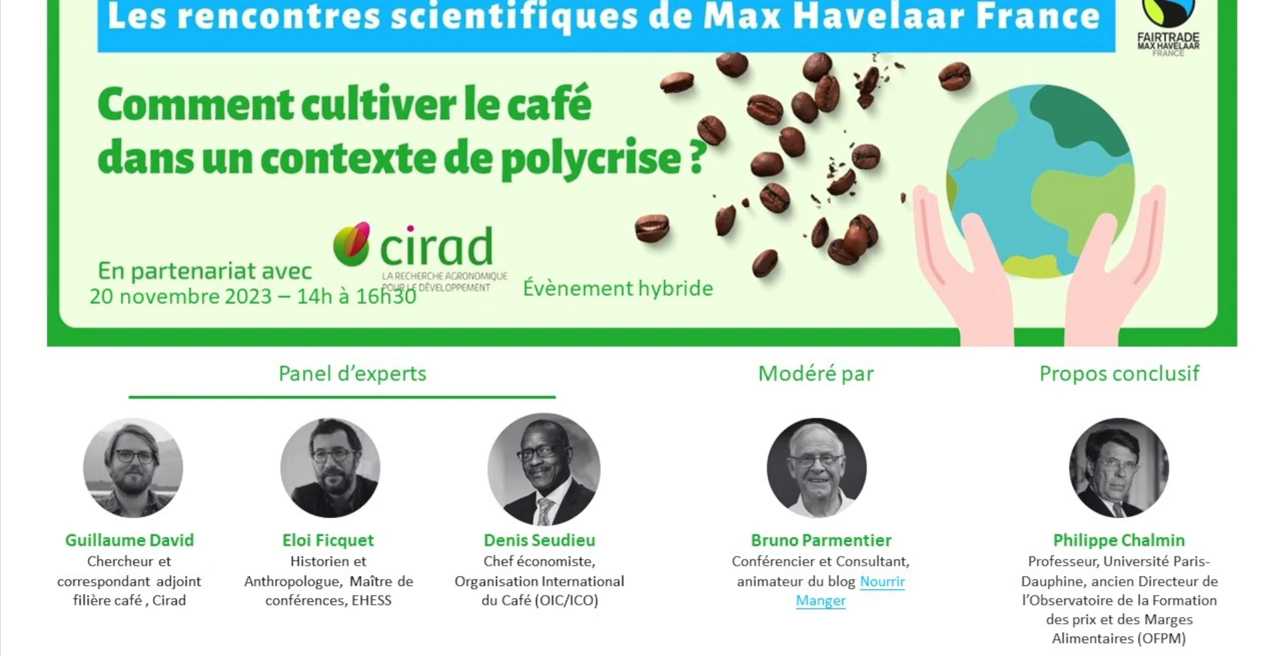 Les rencontres scientifiques de Max Havelaar France
FAIRTRADE
MAX HAVELAAR
FRANCE
Comment cultiver le café
dans un contexte de polycrise ?
cirad
LA RECHERCHE AGRONOMIQUE
POUR LE DÉVELOPPEMENT
En partenariat avec
20 novembre 2023 – 14h à 16h30
Évènement hybride
Panel d’experts
Modéré par
Propos conclusif
Guillaume David
Chercheur et
correspondant adjoint
filière café , Cirad
Eloi Ficquet
Historien et
Anthropologue, Maître de
conférences, EHESS
Denis Seudieu
Chef économiste,
Organisation International
du Café (OIC/ICO)
Bruno Parmentier
Conférencier et Consultant,
animateur du blog Nourrir
Manger
Philippe Chalmin
Professeur, Université Paris-
Dauphine, ancien Directeur de
l’Observatoire de la Formation
des prix et des Marges
Alimentaires (OFPM)